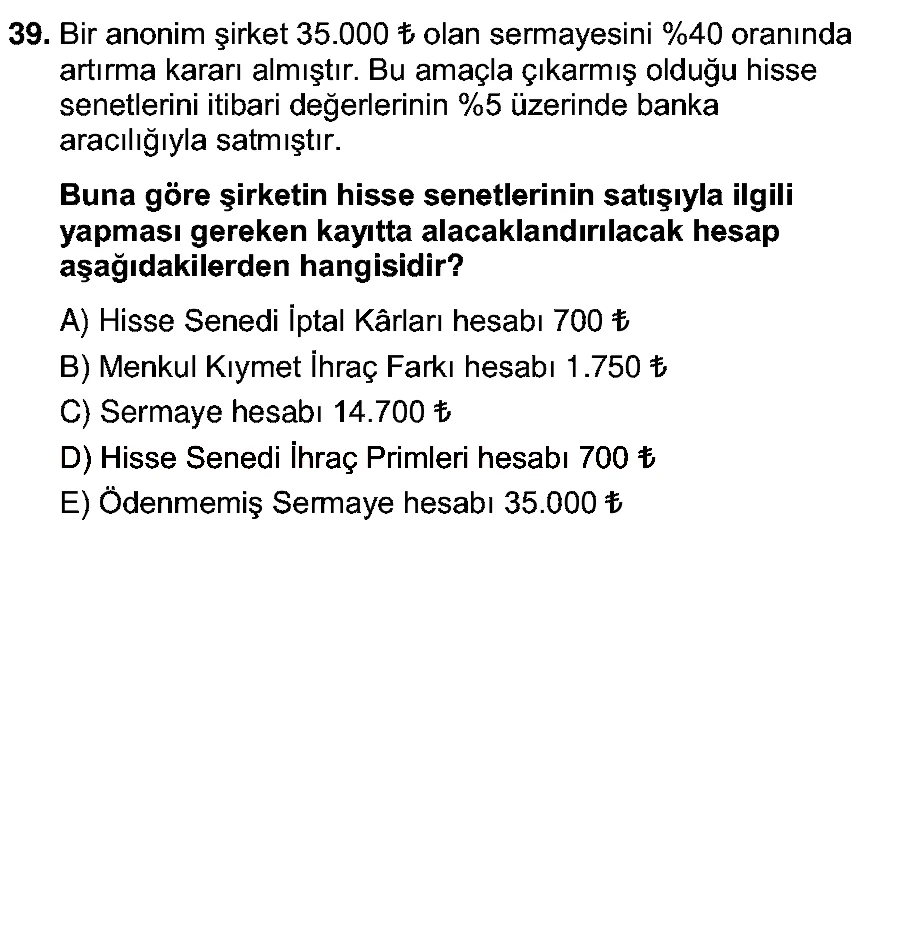 39. Bir anonim şirket 35.000 ₺ olan sermayesini %40 oranında
artırma kararı almıştır. Bu amaçla çıkarmış olduğu hisse
senetlerini itibari değerlerinin %5 üzerinde banka
aracılığıyla satmıştır.
Buna göre şirketin hisse senetlerinin satışıyla ilgili
yapması gereken kayıtta alacaklandırılacak hesap
aşağıdakilerden hangisidir?
A) Hisse Senedi İptal Kârları hesabı 700 ₺
B) Menkul Kıymet İhraç Farkı hesabı 1.750 ₺
C) Sermaye hesabı 14.700 ₺
D) Hisse Senedi İhraç Primleri hesabı 700 ₺
E) Ödenmemiş Sermaye hesabı 35.000 ₺